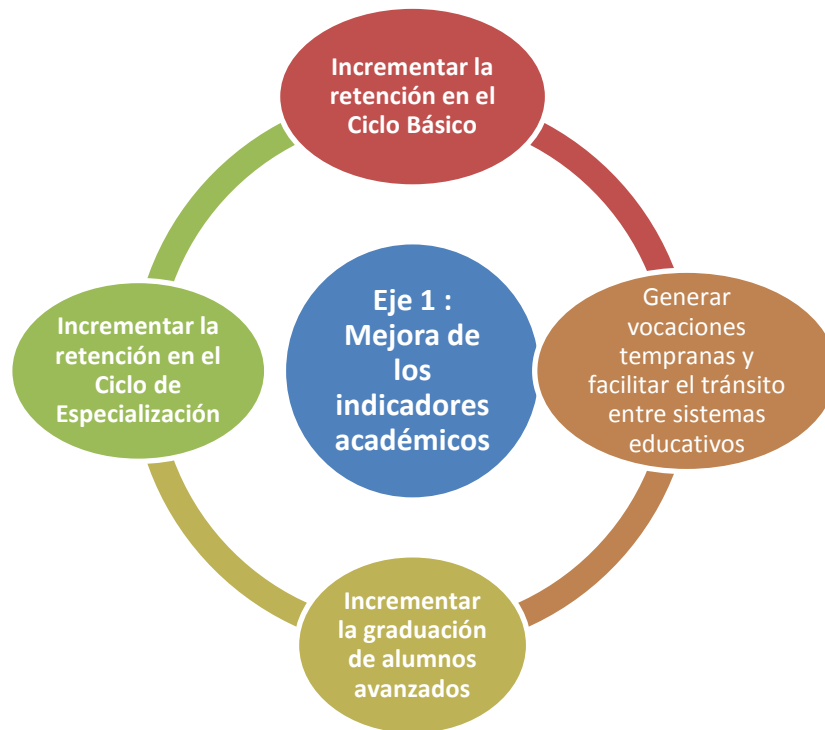 Incrementar la
retención en el
Ciclo Básico
Generar
vocaciones
tempranas y
facilitar el tránsito
entre sistemas
educativos
Eje 1 :
Mejora de
los
indicadores
académicos
Incrementar la
retención en el
Ciclo de
Especialización
Incrementar
la graduación
de alumnos
avanzados